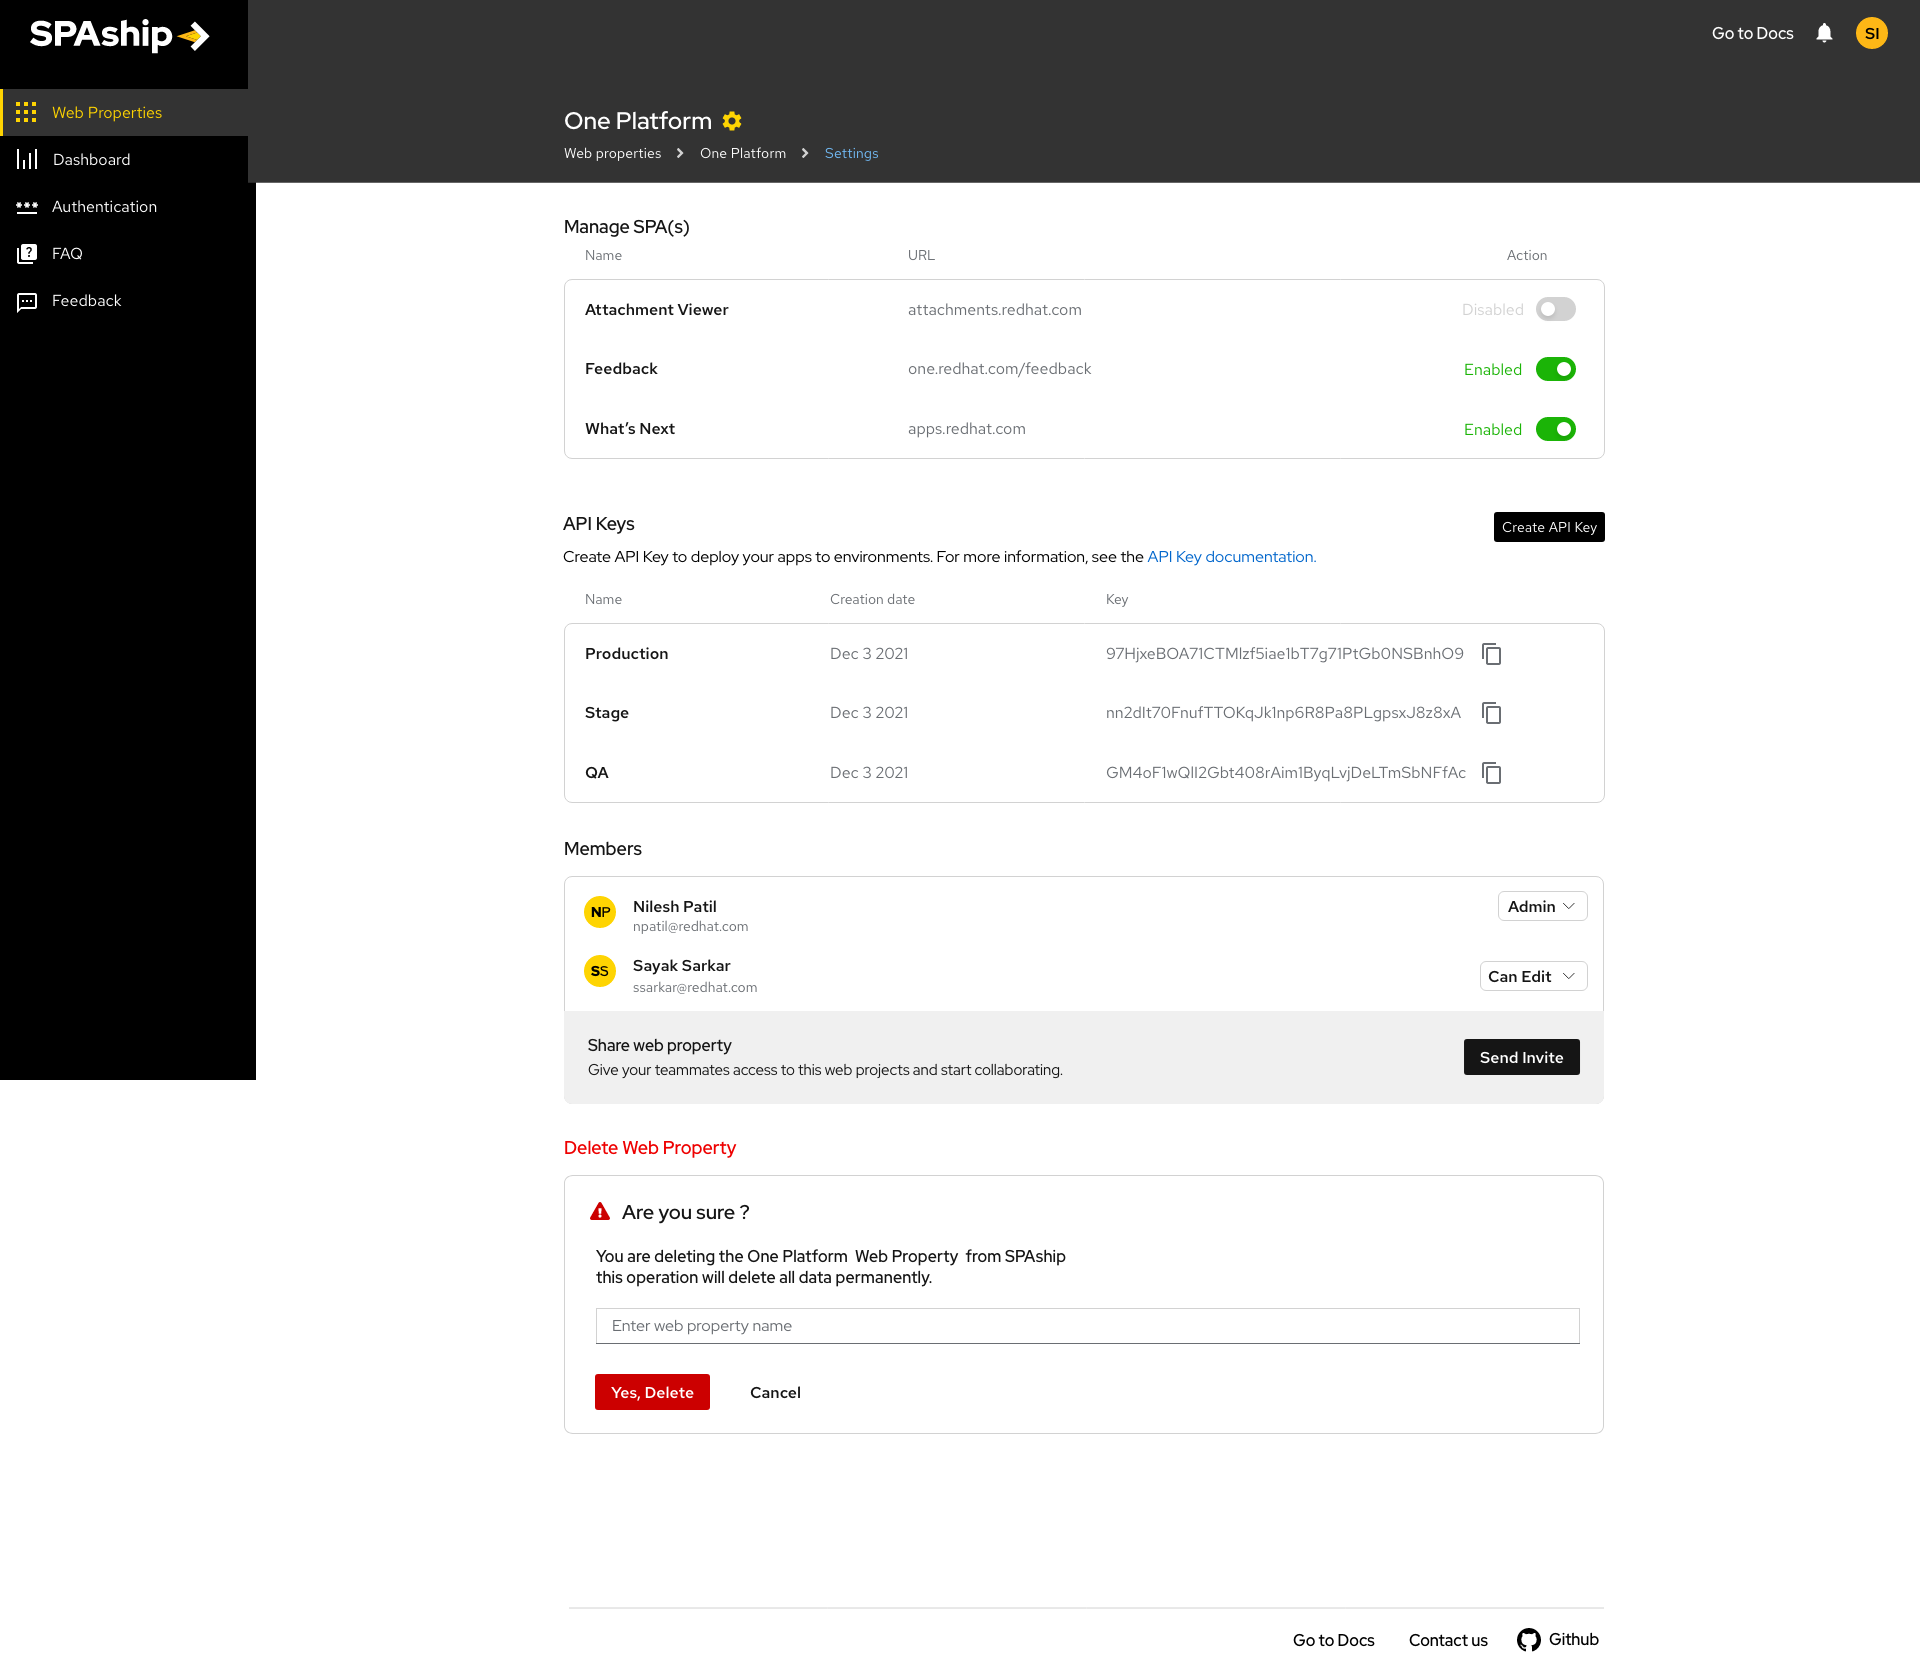 SPAship
Go to Docs
SI
Web Properties
Dashboard
Authentication
FAQ
Feedback
One Platform
Web properties > One Platform > Settings
Manage SPA(s)
Name URL Action
Attachment Viewer attachments.redhat.com Disabled
Feedback one.redhat.com/feedback Enabled
What's Next apps.redhat.com Enabled
API Keys
Create API Key
Create API Key to deploy your apps to environments. For more information, see the API Key documentation.
Name Creation date Key
Production Dec 3 2021 97HjxeBOA71CTMlzf5iae1bT7g71PtGb0NSBnhO9
Stage Dec 3 2021 nn2dIt70FnufTTOKqJk1np6R8Pa8PLgpsxJ8z8xA
QA Dec 3 2021 GM4oF1wQlI2Gbt408rAim1ByqLvjDeLTmSbNFfAc
Members
NP Nilesh Patil Admin
npatil@redhat.com
SS Sayak Sarkar Can Edit
ssarkar@redhat.com
Share web property
Give your teammates access to this web projects and start collaborating.
Send Invite
Delete Web Property
Are you sure ?
You are deleting the One Platform Web Property from SPAship
this operation will delete all data permanently.
Enter web property name
Yes, Delete Cancel
Go to Docs Contact us Github